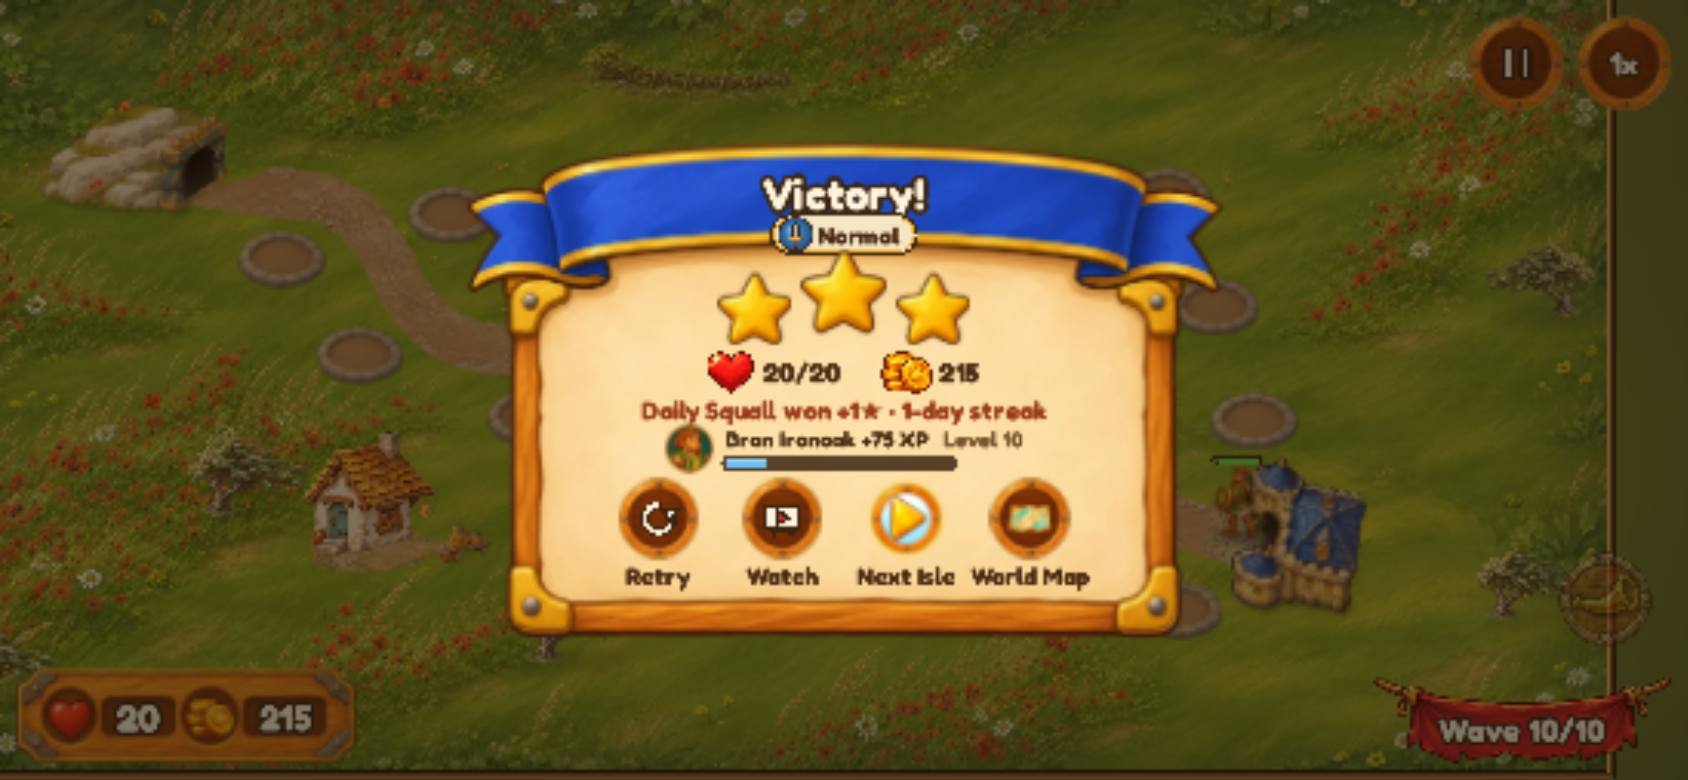 1x
Victory!
Normal
20/20 215
Daily Squall won +1★ · 1-day streak
Bran Ironoak +75 XP Level 10
Retry Watch Next Isle World Map
20 215
Wave 10/10